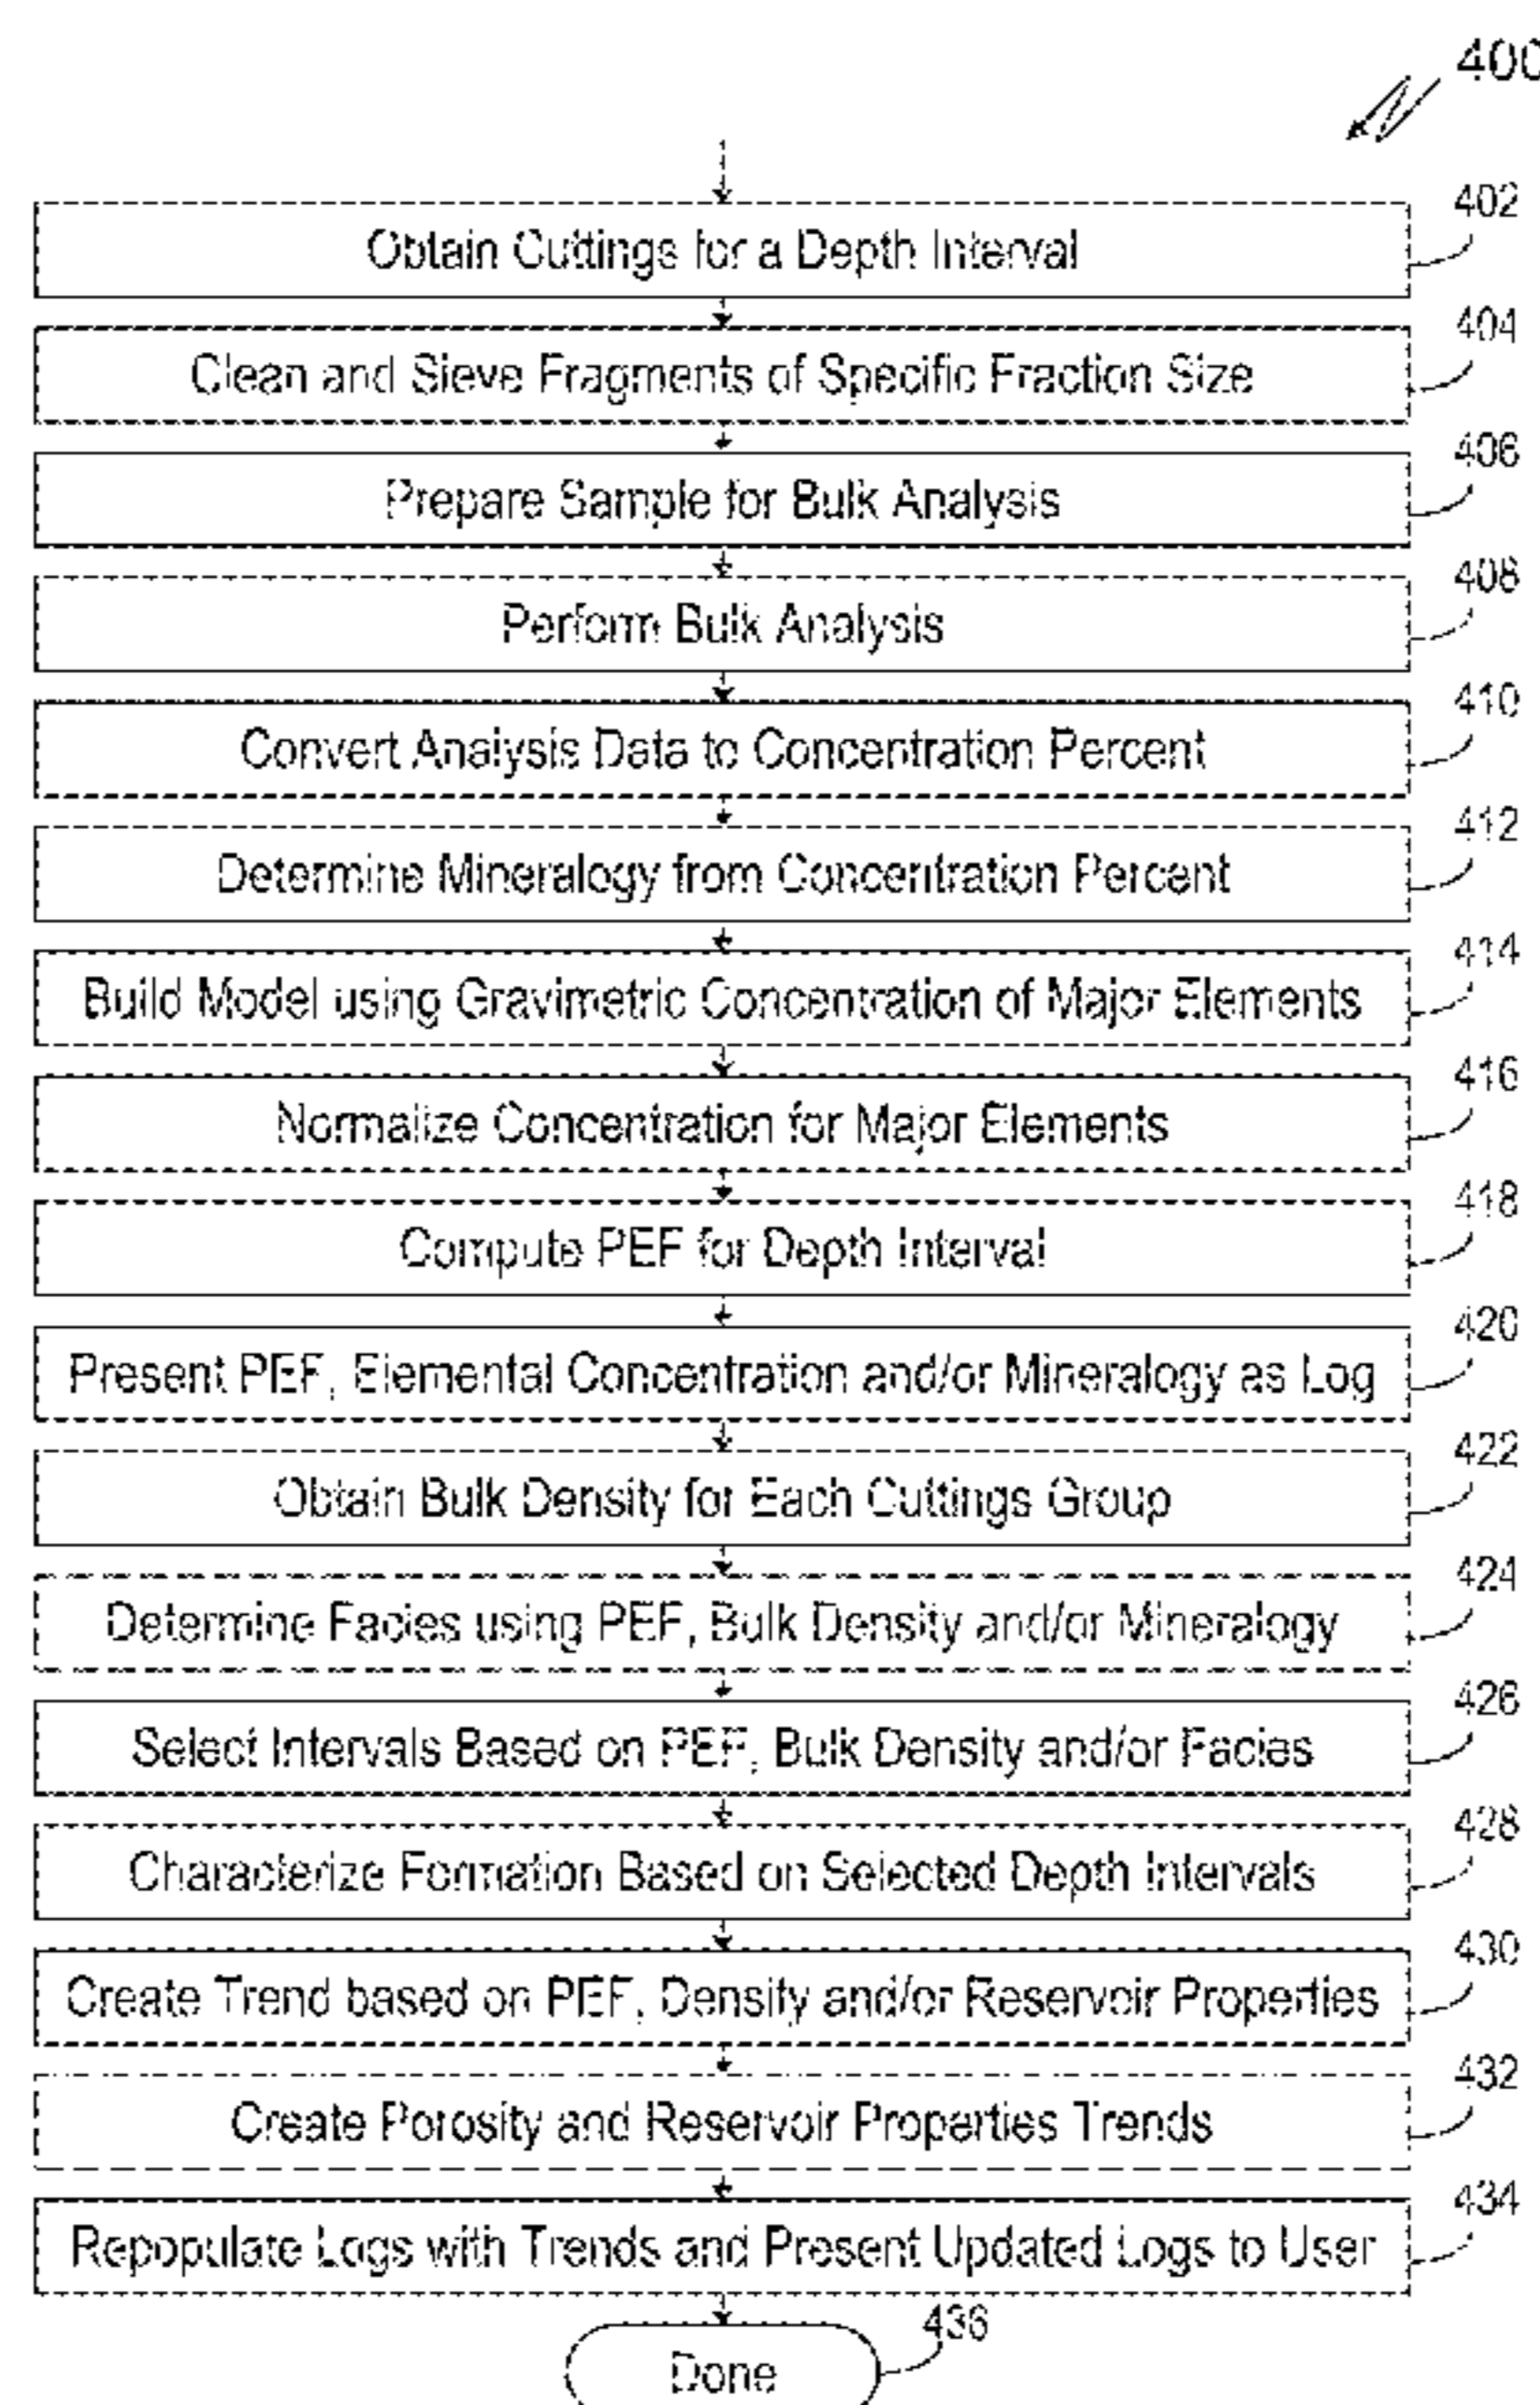 400
402
Obtain Cuttings for a Depth Interval
404
Clean and Sieve Fragments of Specific Fraction Size
406
Prepare Sample for Bulk Analysis
408
Perform Bulk Analysis
410
Convert Analysis Data to Concentration Percent
412
Determine Mineralogy from Concentration Percent
414
Build Model using Gravimetric Concentration of Major Elements
416
Normalize Concentration for Major Elements
418
Compute PEF for Depth Interval
420
Present PEF, Elemental Concentration and/or Mineralogy as Log
422
Obtain Bulk Density for Each Cuttings Group
424
Determine Facies using PEF, Bulk Density and/or Mineralogy
426
Select Intervals Based on PEF, Bulk Density and/or Facies
428
Characterize Formation Based on Selected Depth Intervals
430
Create Trend based on PEF, Density and/or Reservoir Properties
432
Create Porosity and Reservoir Properties Trends
434
Repopulate Logs with Trends and Present Updated Logs to User
436
Done